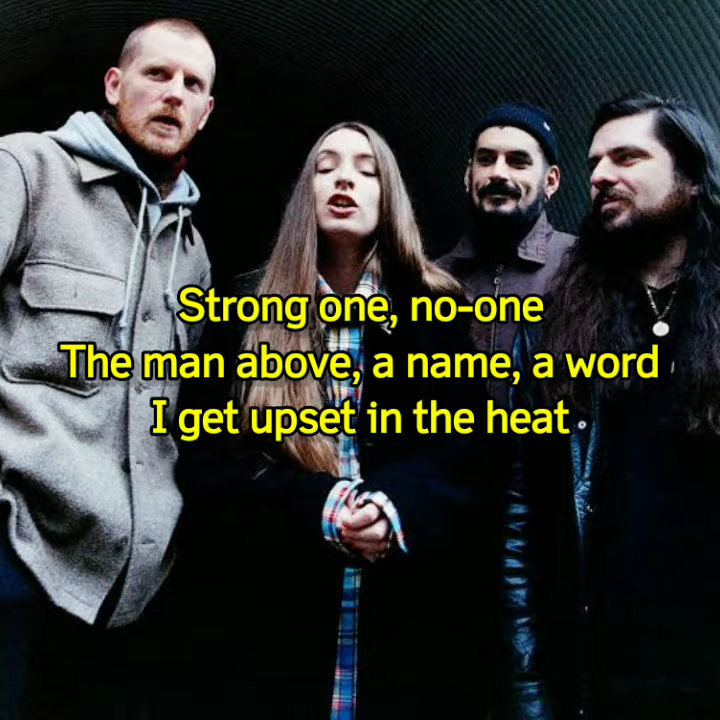 Strong one, no-one
The man above, a name, a word
I get upset in the heat